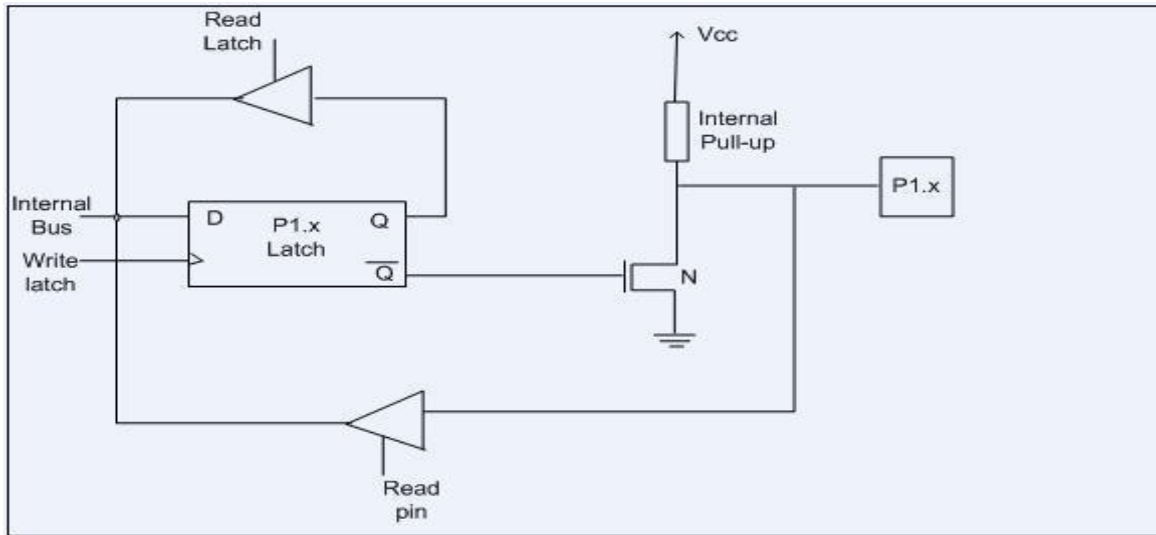 Read
Latch
Vcc
Internal
Pull-up
P1.x
Internal
Bus
D
P1.x
Latch
Q
Q̅
Write
latch
N
Read
pin